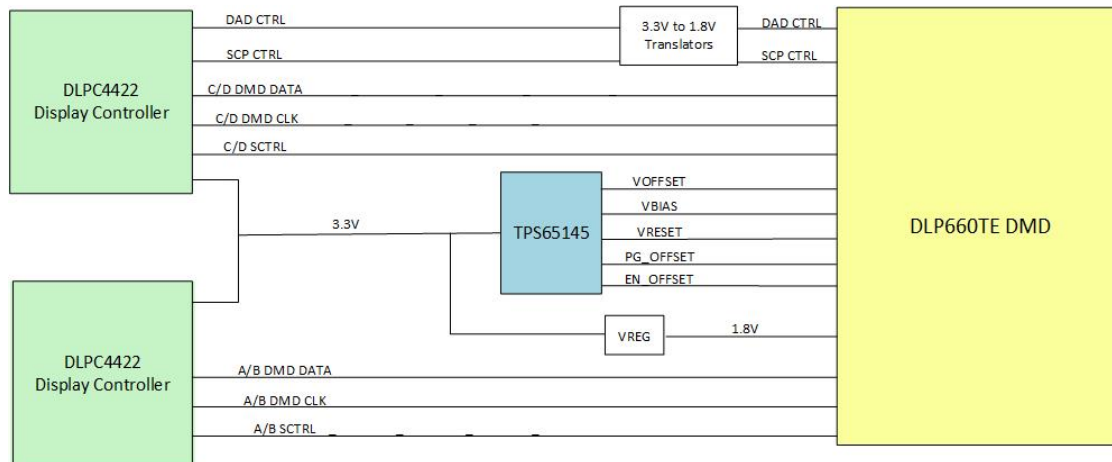 DLPC4422
Display Controller
DAD CTRL
3.3V to 1.8V
Translators
DAD CTRL
SCP CTRL
SCP CTRL
C/D DMD DATA
C/D DMD CLK
C/D SCTRL
3.3V
TPS65145
VOFFSET
VBIAS
VRESET
PG_OFFSET
EN_OFFSET
DLP660TE DMD
VREG
1.8V
DLPC4422
Display Controller
A/B DMD DATA
A/B DMD CLK
A/B SCTRL